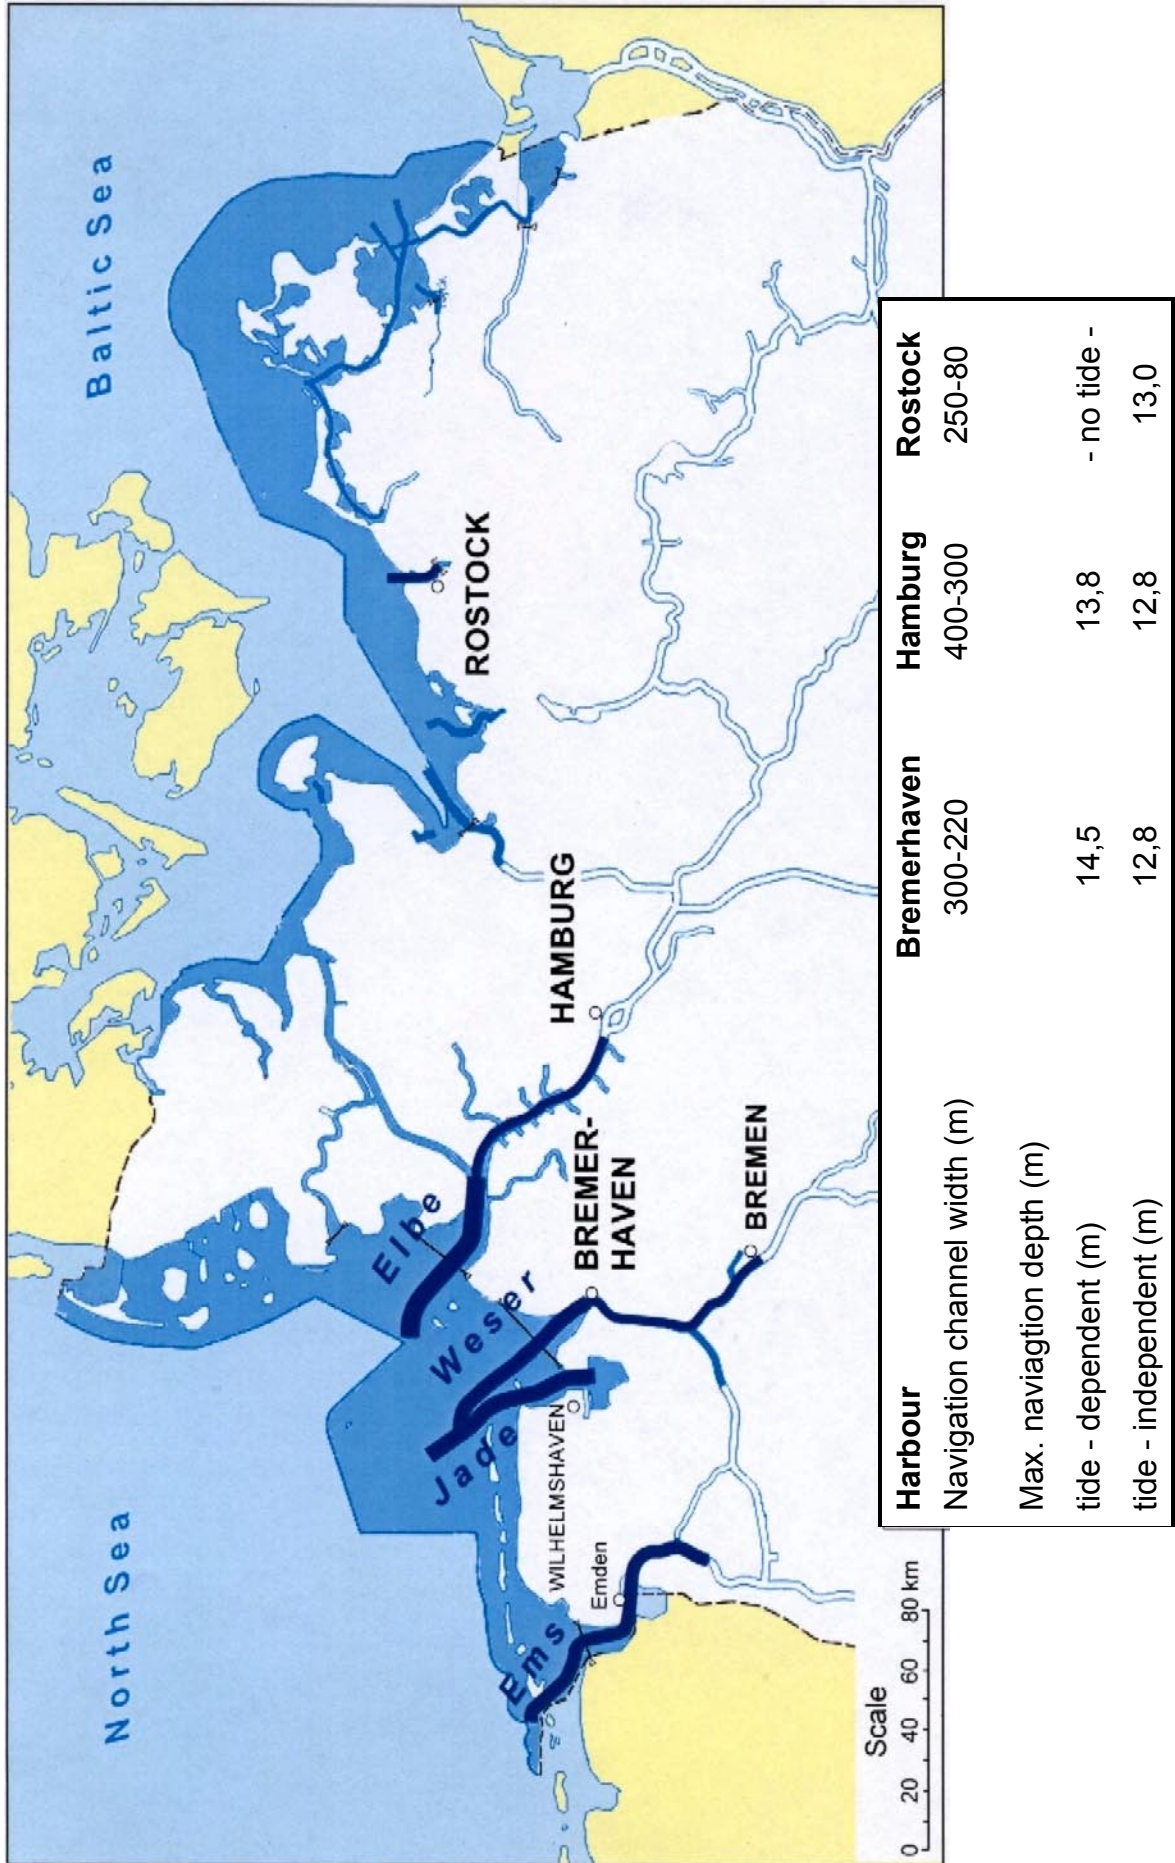 North Sea
Baltic Sea
Ems
Jade
Weser
Elbe
Emden
WILHELMSHAVEN
BREMER-
HAVEN
BREMEN
HAMBURG
ROSTOCK
Scale
0 20 40 60 80 km
Harbour Bremerhaven Hamburg Rostock
Navigation channel width (m) 300-220 400-300 250-80
Max. naviagtion depth (m)
tide - dependent (m) 14,5 13,8 - no tide -
tide - independent (m) 12,8 12,8 13,0